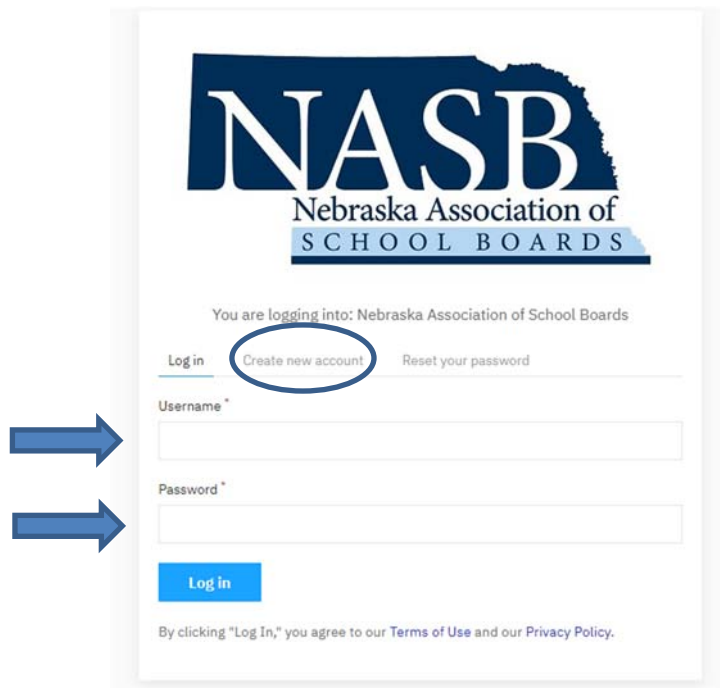 NASB
Nebraska Association of
SCHOOL BOARDS
You are logging into: Nebraska Association of School Boards
Log in Create new account Reset your password
Username *
Password *
Log in
By clicking "Log In," you agree to our Terms of Use and our Privacy Policy.